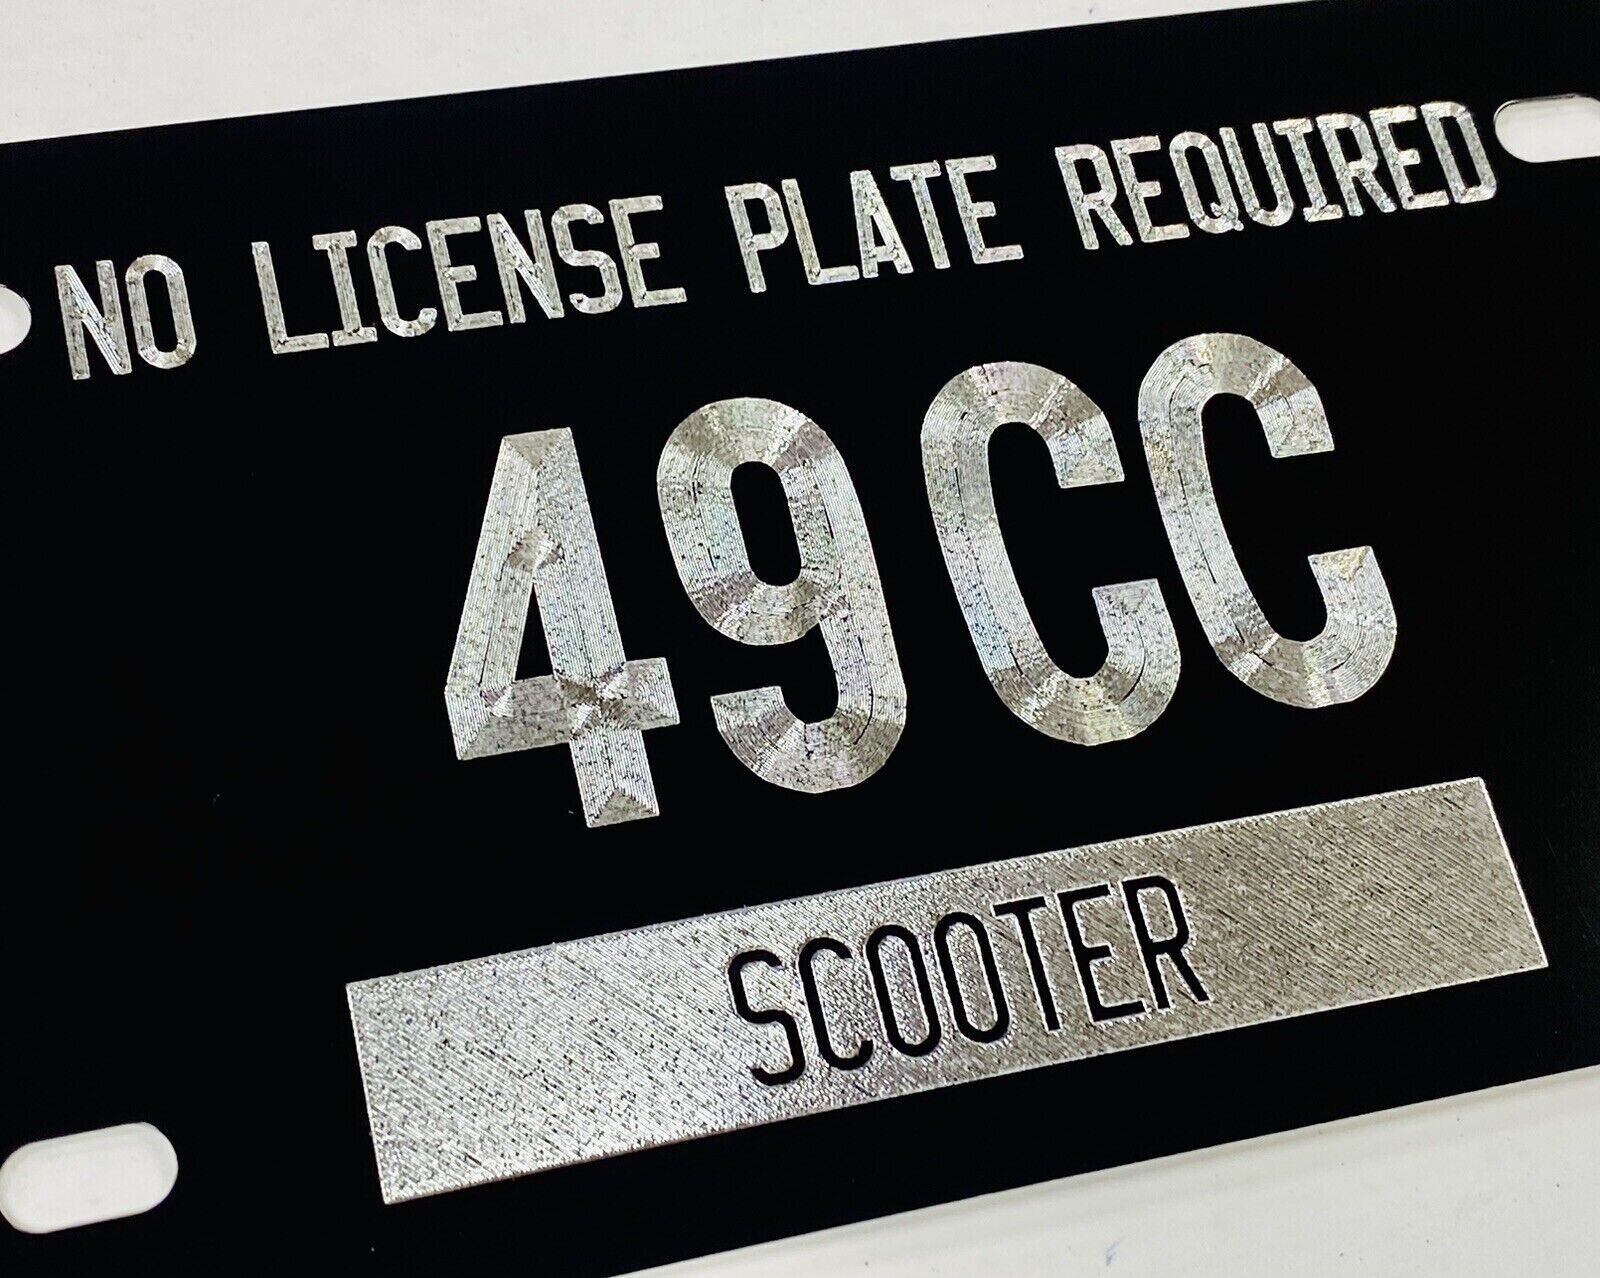 NO LICENSE PLATE REQUIRED
49CC
SCOOTER